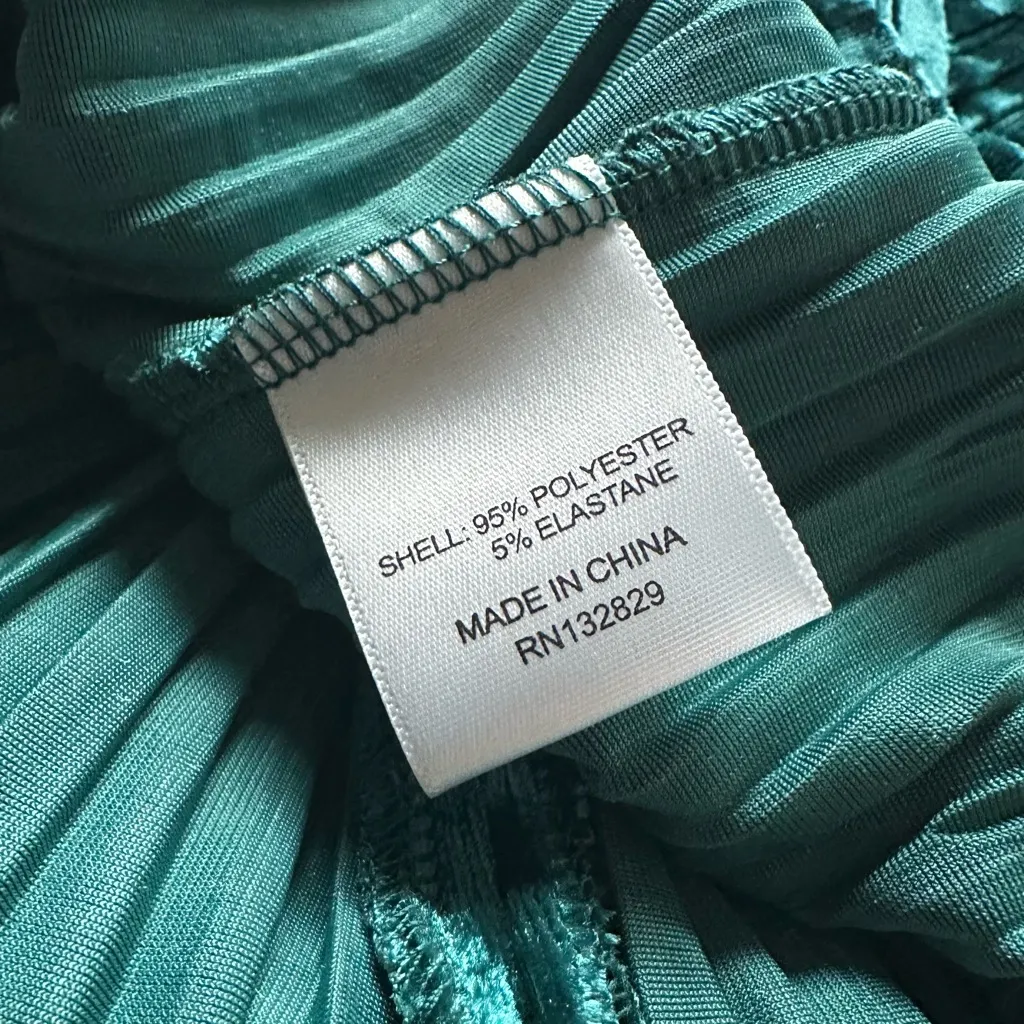 SHELL: 95% POLYESTER
5% ELASTANE
MADE IN CHINA
RN132829